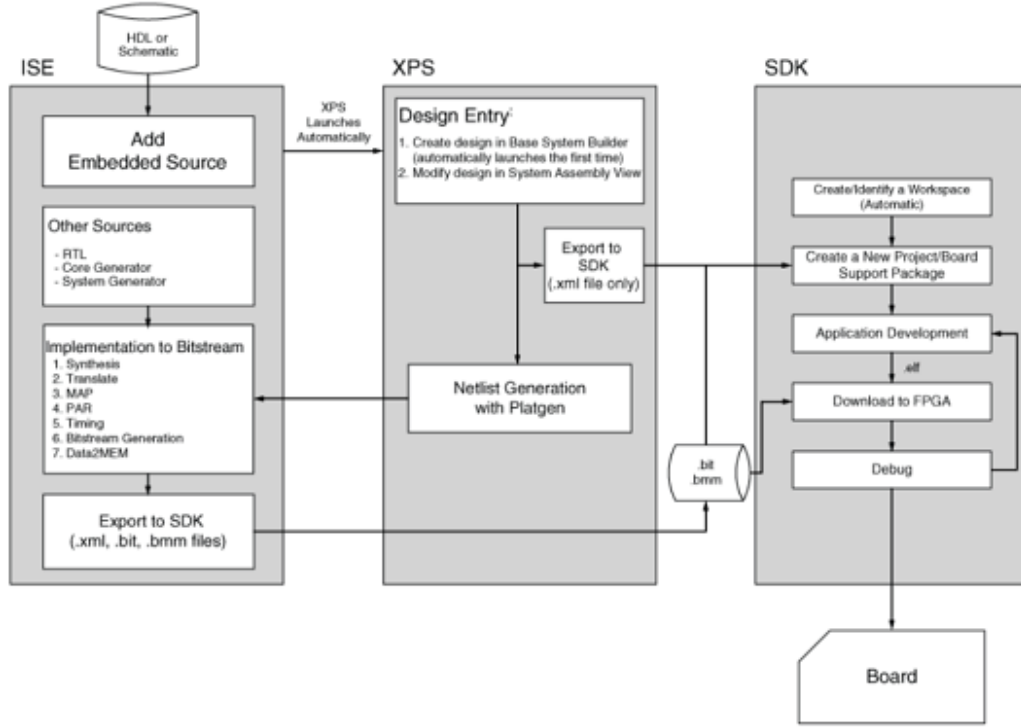 HDL or
Schematic
ISE
Add
Embedded Source
Other Sources
- RTL
- Core Generator
- System Generator
Implementation to Bitstream
1. Synthesis
2. Translate
3. MAP
4. PAR
5. Timing
6. Bitstream Generation
7. Data2MEM
Export to SDK
(.xml, .bit, .bmm files)
XPS
Launches
Automatically
XPS
Design Entry:
1. Create design in Base System Builder
(automatically launches the first time)
2. Modify design in System Assembly View
Export to
SDK
(.xml file only)
Netlist Generation
with Platgen
.bit
.bmm
SDK
Create/Identify a Workspace
(Automatic)
Create a New Project/Board
Support Package
Application Development
.elf
Download to FPGA
Debug
Board